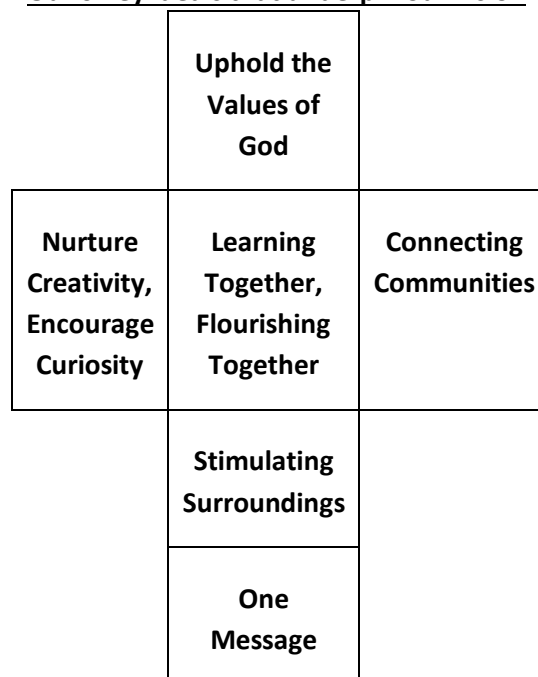 Uphold the
Values of
God
Nurture
Creativity,
Encourage
Curiosity
Learning
Together,
Flourishing
Together
Connecting
Communities
Stimulating
Surroundings
One
Message